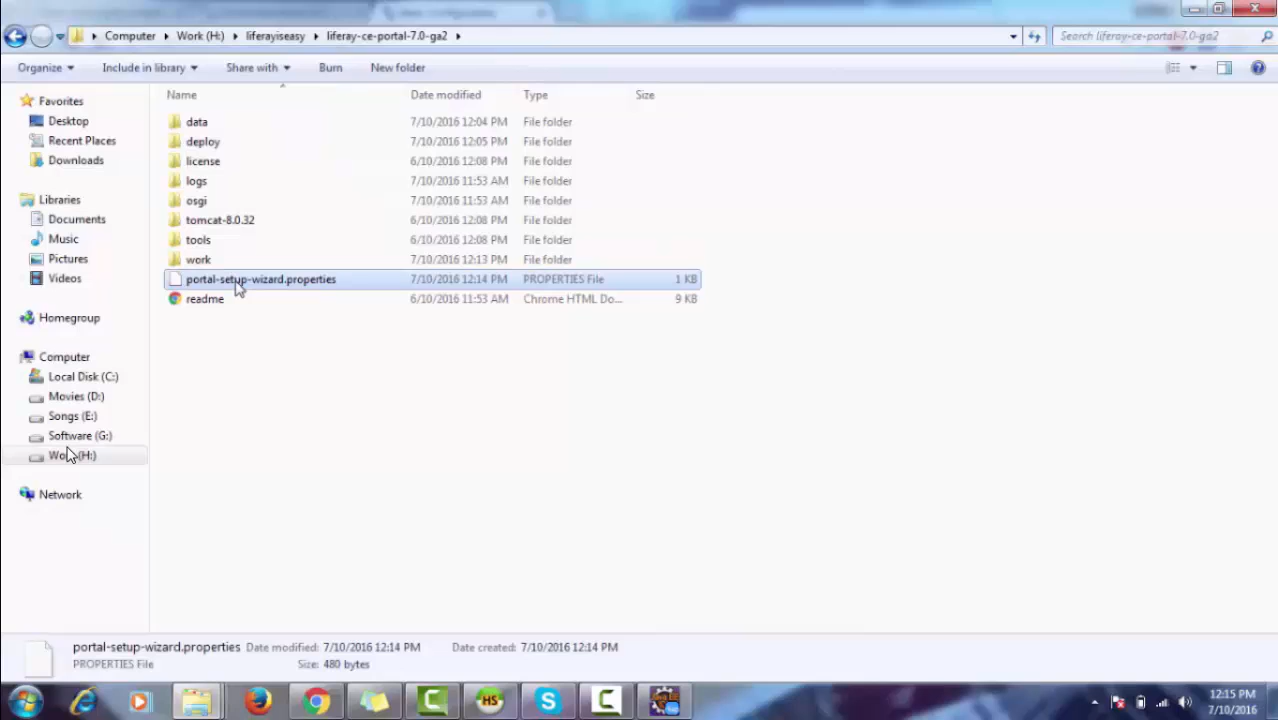 Computer Work (H:) liferayiseasy liferay-ce-portal-7.0-ga2 Search liferay-ce-portal-7.0-ga2
Organize Include in library Share with Burn New folder
Name Date modified Type Size
Favorites
Desktop
Recent Places
Downloads
Libraries
Documents
Music
Pictures
Videos
Homegroup
Computer
Local Disk (C:)
Movies (D:)
Songs (E:)
Software (G:)
Work (H:)
Network
data 7/10/2016 12:04 PM File folder
deploy 7/10/2016 12:05 PM File folder
license 6/10/2016 12:08 PM File folder
logs 7/10/2016 11:53 AM File folder
osgi 7/10/2016 11:53 AM File folder
tomcat-8.0.32 6/10/2016 12:08 PM File folder
tools 6/10/2016 12:08 PM File folder
work 7/10/2016 12:13 PM File folder
portal-setup-wizard.properties 7/10/2016 12:14 PM PROPERTIES File 1 KB
readme 6/10/2016 11:53 AM Chrome HTML Do... 9 KB
portal-setup-wizard.properties Date modified: 7/10/2016 12:14 PM Date created: 7/10/2016 12:14 PM
PROPERTIES File Size: 480 bytes
HS
Java EE
12:15 PM
7/10/2016